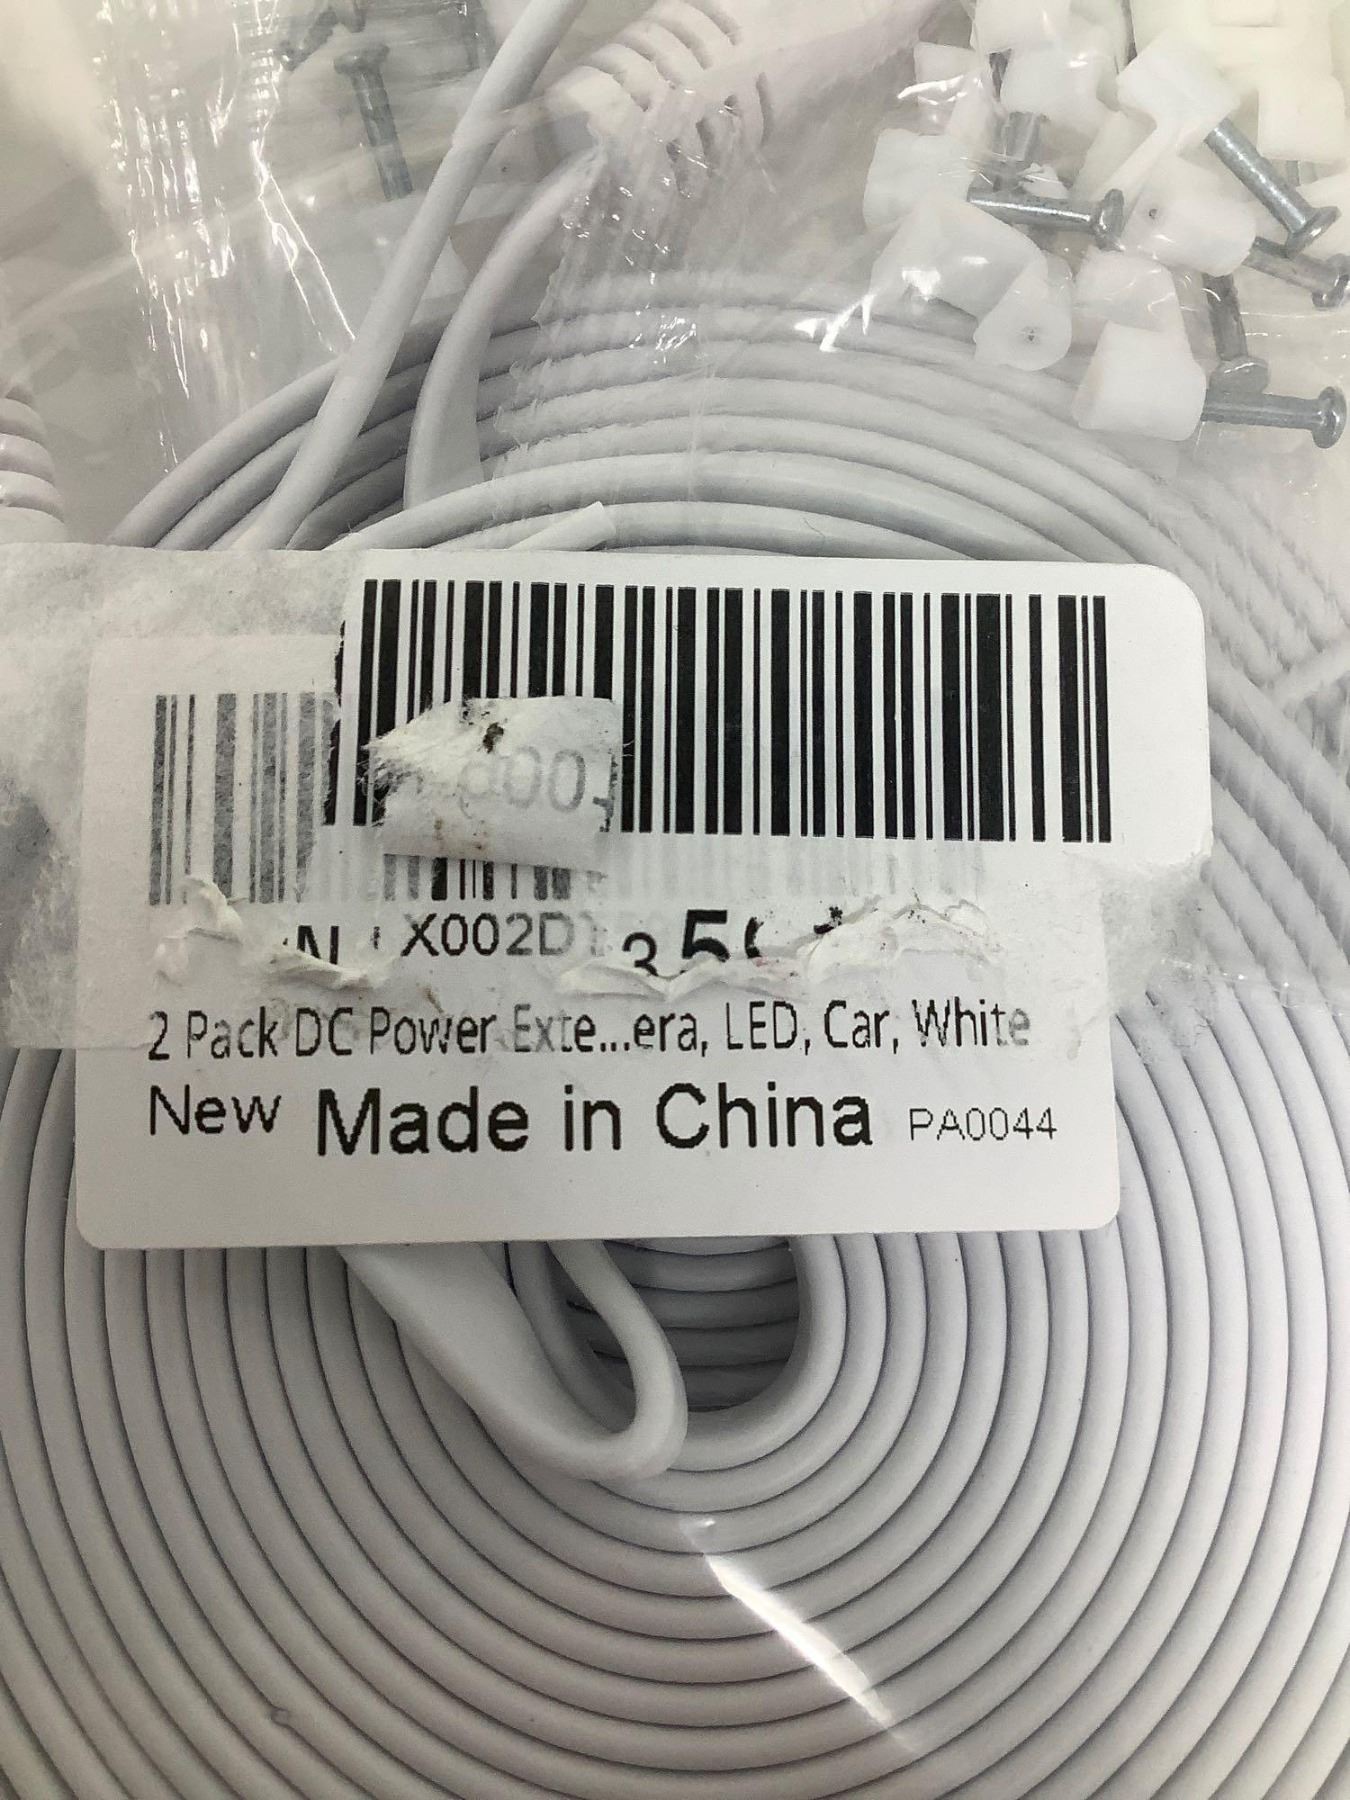 X002D
2 Pack DC Power Exte...era, LED, Car, White
New Made in China PA0044